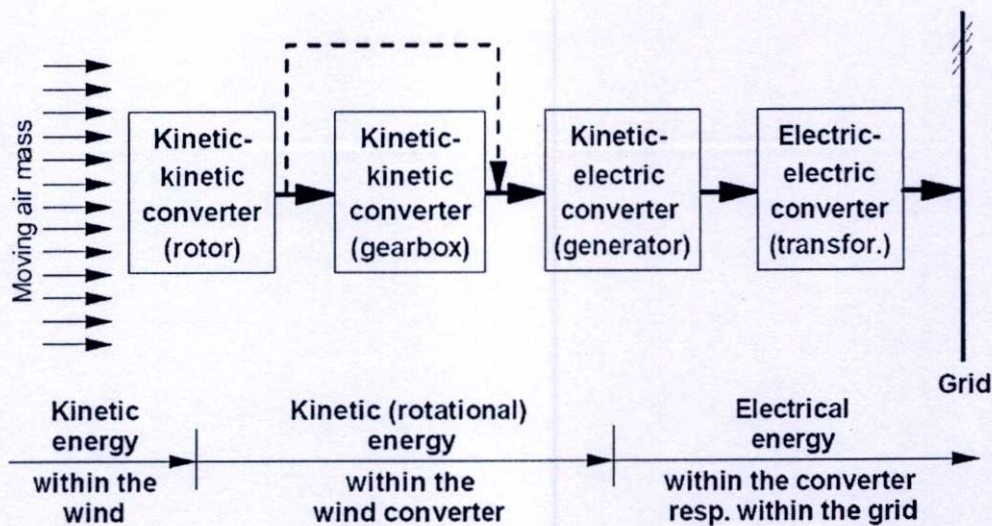 Moving air mass
Kinetic-
kinetic
converter
(rotor)
Kinetic-
kinetic
converter
(gearbox)
Kinetic-
electric
converter
(generator)
Electric-
electric
converter
(transfor.)
Grid
Kinetic
energy
within the
wind
Kinetic (rotational)
energy
within the
wind converter
Electrical
energy
within the converter
resp. within the grid